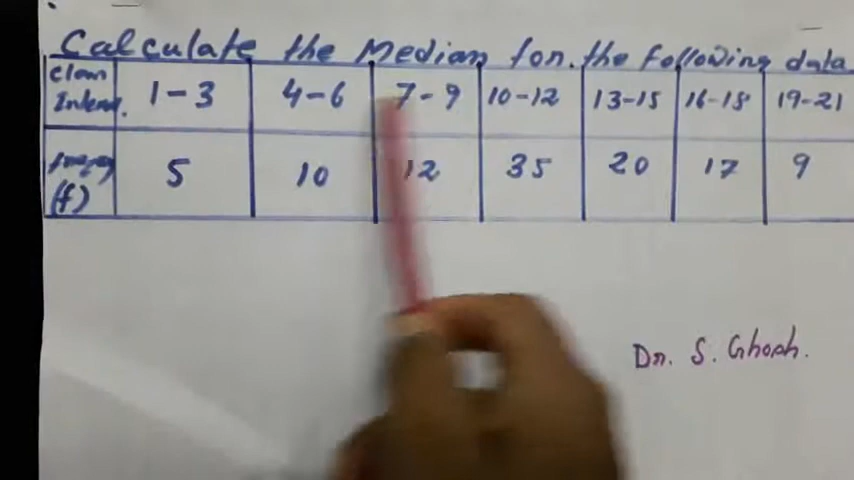 Calculate the Median for the following data
Class 1-3 4-6 7-9 10-12 13-15 16-18 19-21
Interval.
(f) 5 10 12 35 20 17 9
Dr. S. Ghosh.